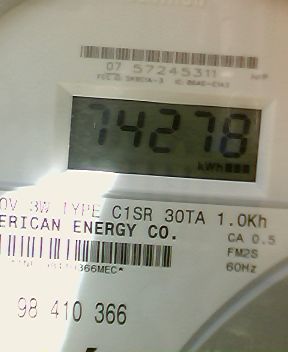 07 57245311
74278
kWh
0V 3W TYPE C1SR 30TA 1.0Kh
ERICAN ENERGY CO.
CA 0.5
FM2S
60Hz
98 410 366